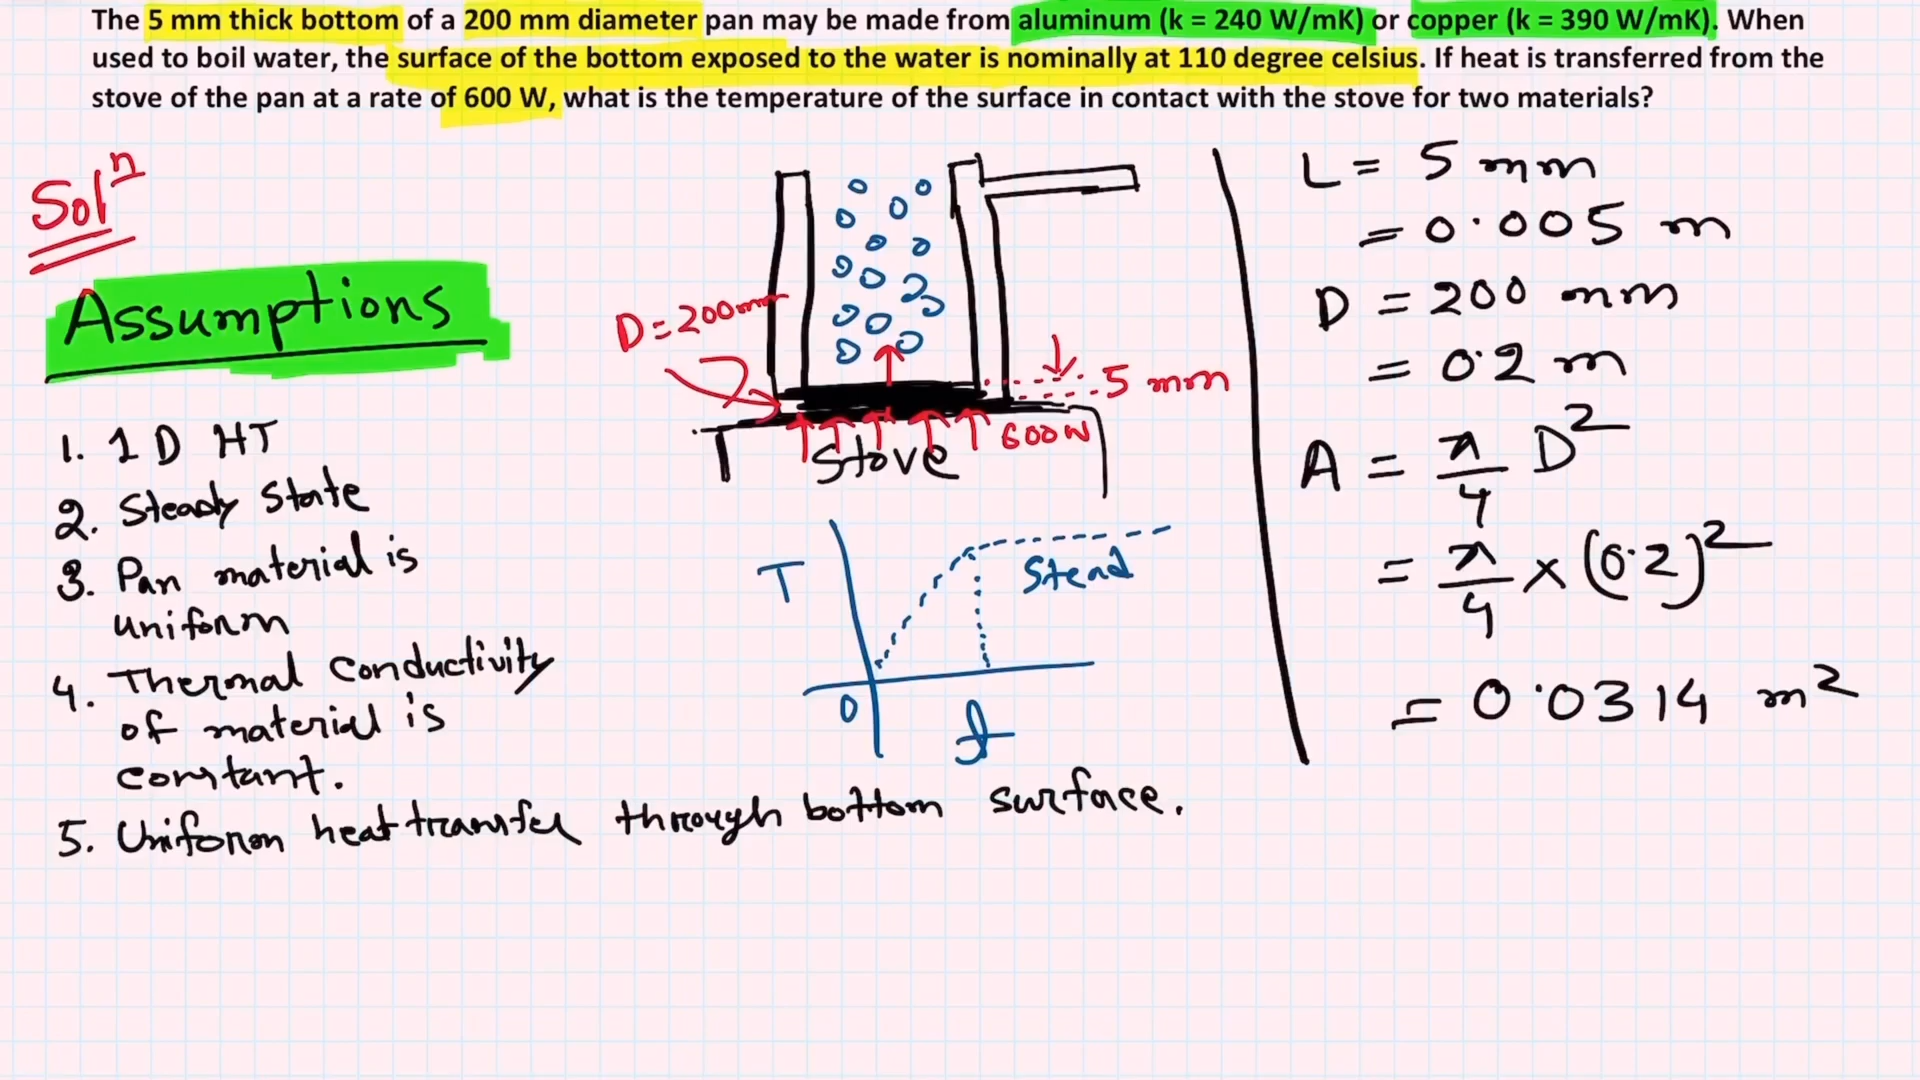 The 5 mm thick bottom of a 200 mm diameter pan may be made from aluminum (k = 240 W/mK) or copper (k = 390 W/mK). When
used to boil water, the surface of the bottom exposed to the water is nominally at 110 degree celsius. If heat is transferred from the
stove of the pan at a rate of 600 W, what is the temperature of the surface in contact with the stove for two materials?
Solⁿ
Assumptions
1. 1 D HT
2. Steady State
3. Pan material is
uniform
4. Thermal conductivity
of material is
constant.
5. Uniform heat transfer through bottom surface.
D = 200 mm
5 mm
600 W
Stove
T
Stead
0
t
L = 5 mm
= 0.005 m
D = 200 mm
= 0.2 m
A = π/4 D²
= π/4 × (0.2)²
= 0.0314 m²